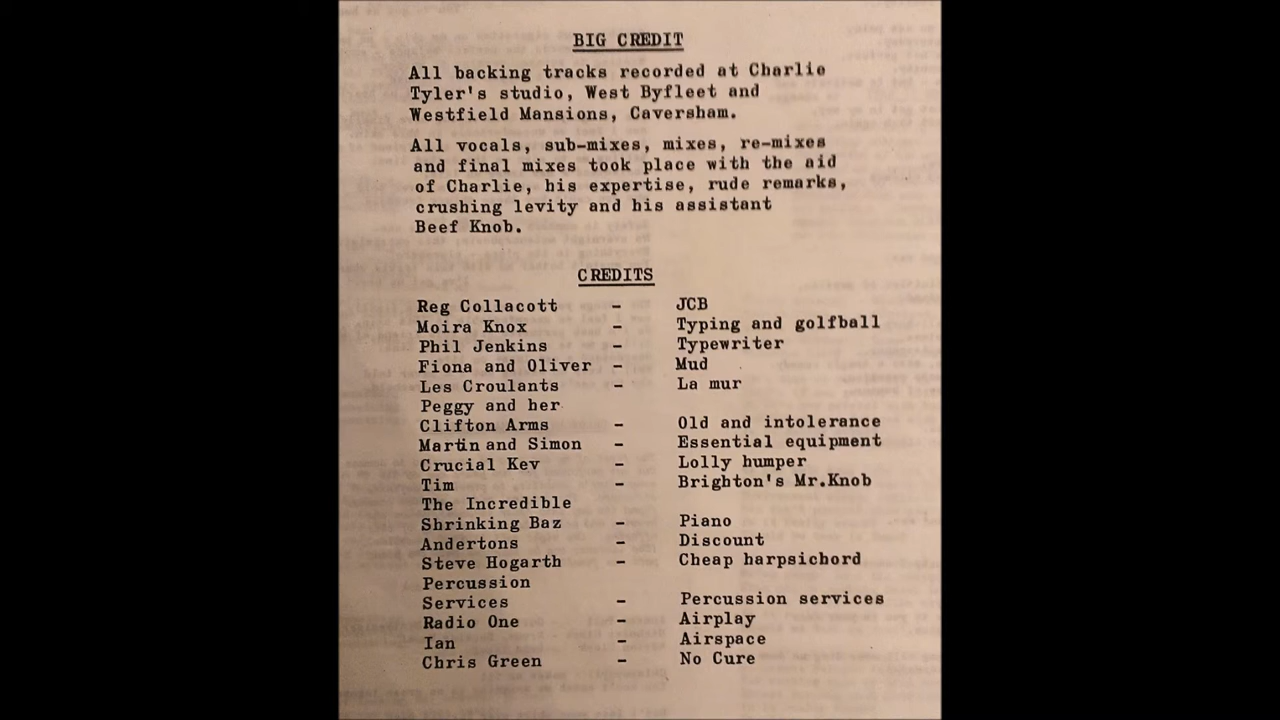 BIG CREDIT
All backing tracks recorded at Charlie
Tyler's studio, West Byfleet and
Westfield Mansions, Caversham.
All vocals, sub-mixes, mixes, re-mixes
and final mixes took place with the aid
of Charlie, his expertise, rude remarks,
crushing levity and his assistant
Beef Knob.
CREDITS
Reg Collacott - JCB
Moira Knox - Typing and golfball
Phil Jenkins - Typewriter
Fiona and Oliver - Mud
Les Croulants - La mur
Peggy and her
Clifton Arms - Old and intolerance
Martin and Simon - Essential equipment
Crucial Kev - Lolly humper
Tim - Brighton's Mr.Knob
The Incredible
Shrinking Baz - Piano
Andertons - Discount
Steve Hogarth - Cheap harpsichord
Percussion
Services - Percussion services
Radio One - Airplay
Ian - Airspace
Chris Green - No Cure